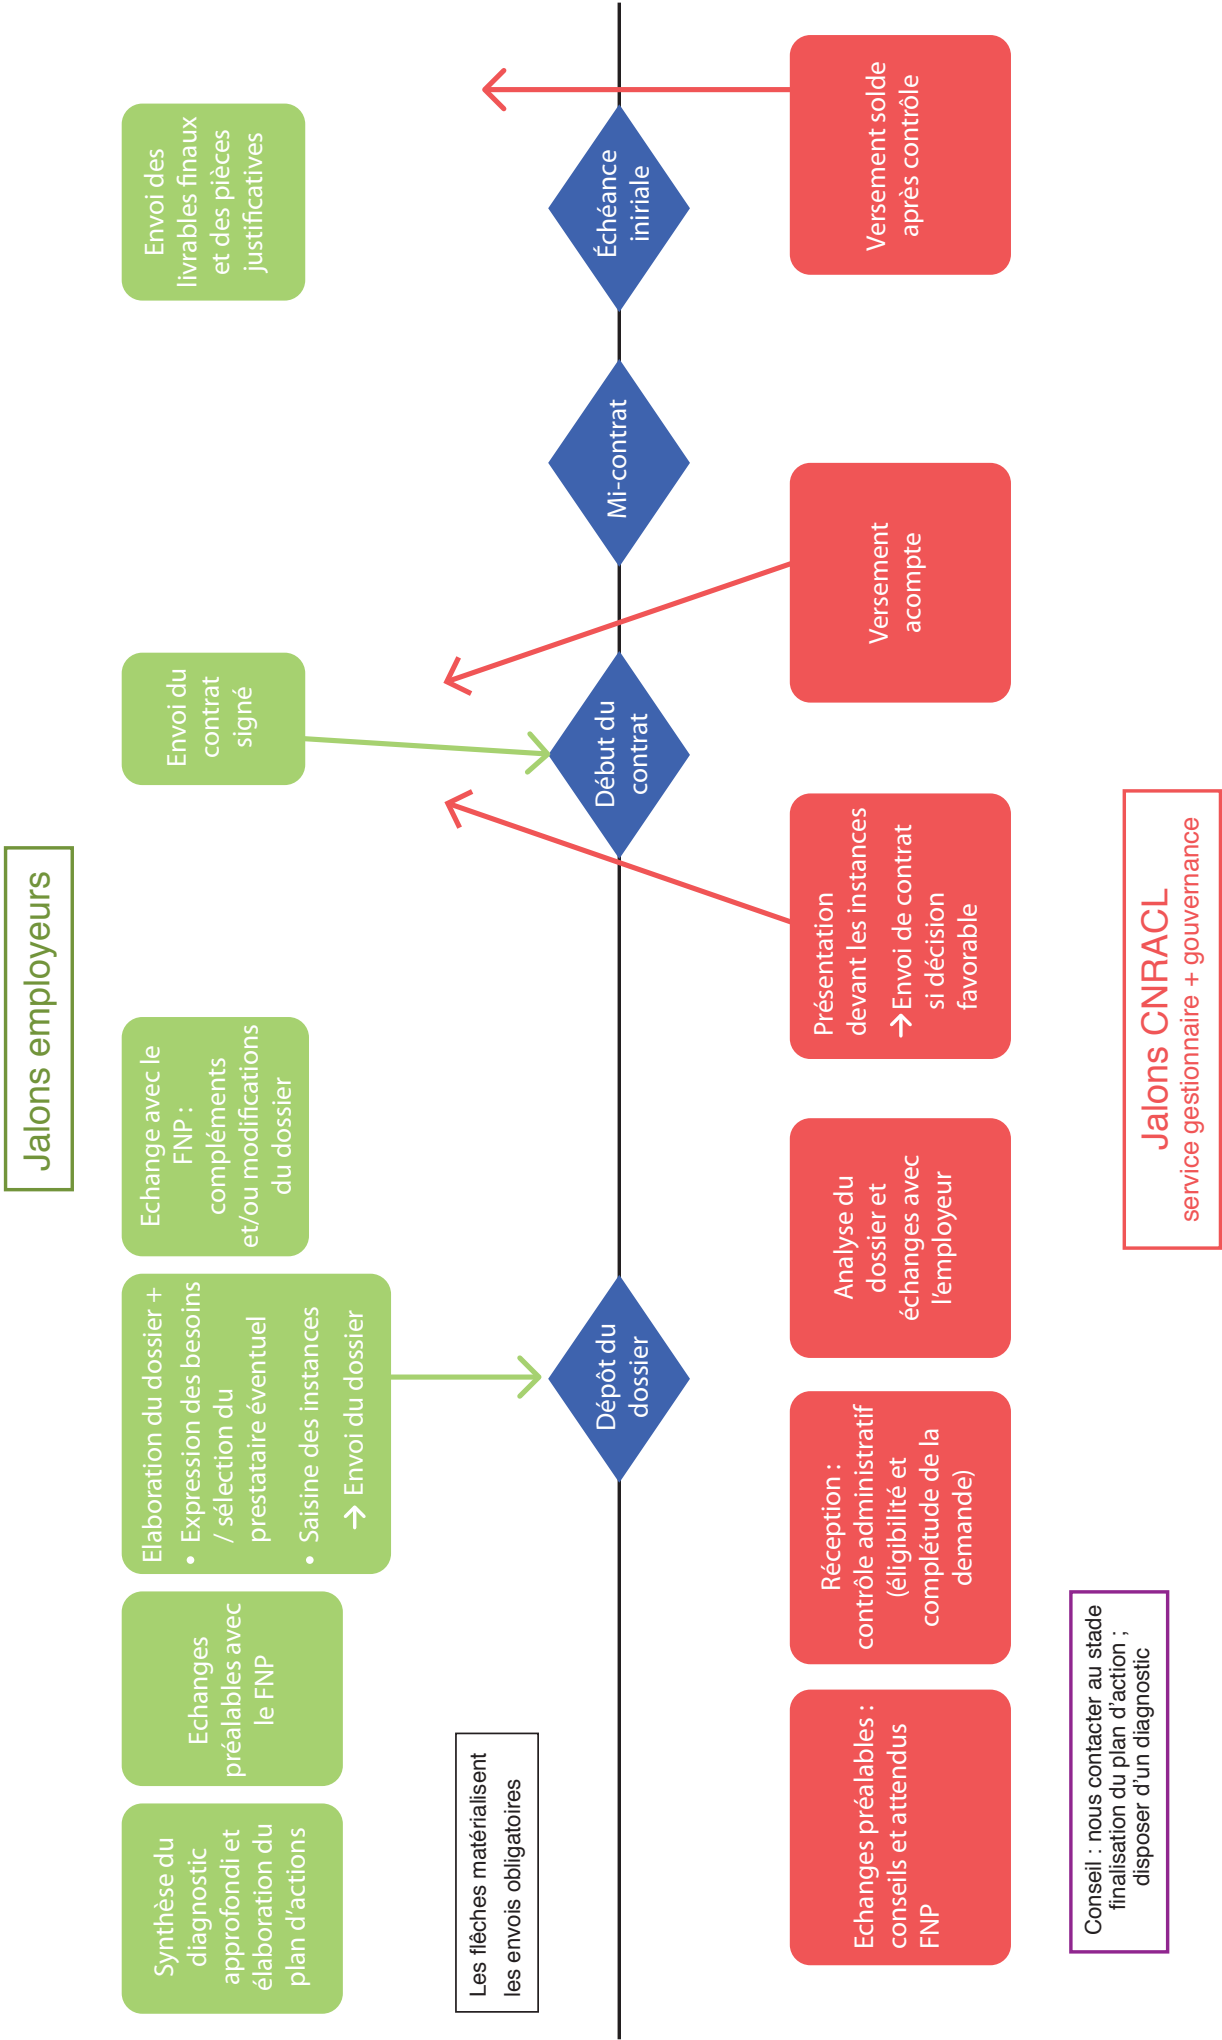 Jalons employeurs
Synthèse du
diagnostic
approfondi et
élaboration du
plan d’actions
Echanges
préalables avec
le FNP
Elaboration du dossier +
• Expression des besoins
/ sélection du
prestataire éventuel
• Saisine des instances
→ Envoi du dossier
Echange avec le
FNP :
compléments
et/ou modifications
du dossier
Envoi du
contrat
signé
Envoi des
livrables finaux
et des pièces
justificatives
Les flêches matérialisent
les envois obligatoires
Dépôt du
dossier
Début du
contrat
Mi-contrat
Échéance
iniriale
Echanges préalables :
conseils et attendus
FNP
Réception :
contrôle administratif
(éligibilité et
complétude de la
demande)
Analyse du
dossier et
échanges avec
l’employeur
Présentation
devant les instances
→ Envoi de contrat
si décision
favorable
Versement
acompte
Versement solde
après contrôle
Conseil : nous contacter au stade
finalisation du plan d’action ;
disposer d’un diagnostic
Jalons CNRACL
service gestionnaire + gouvernance